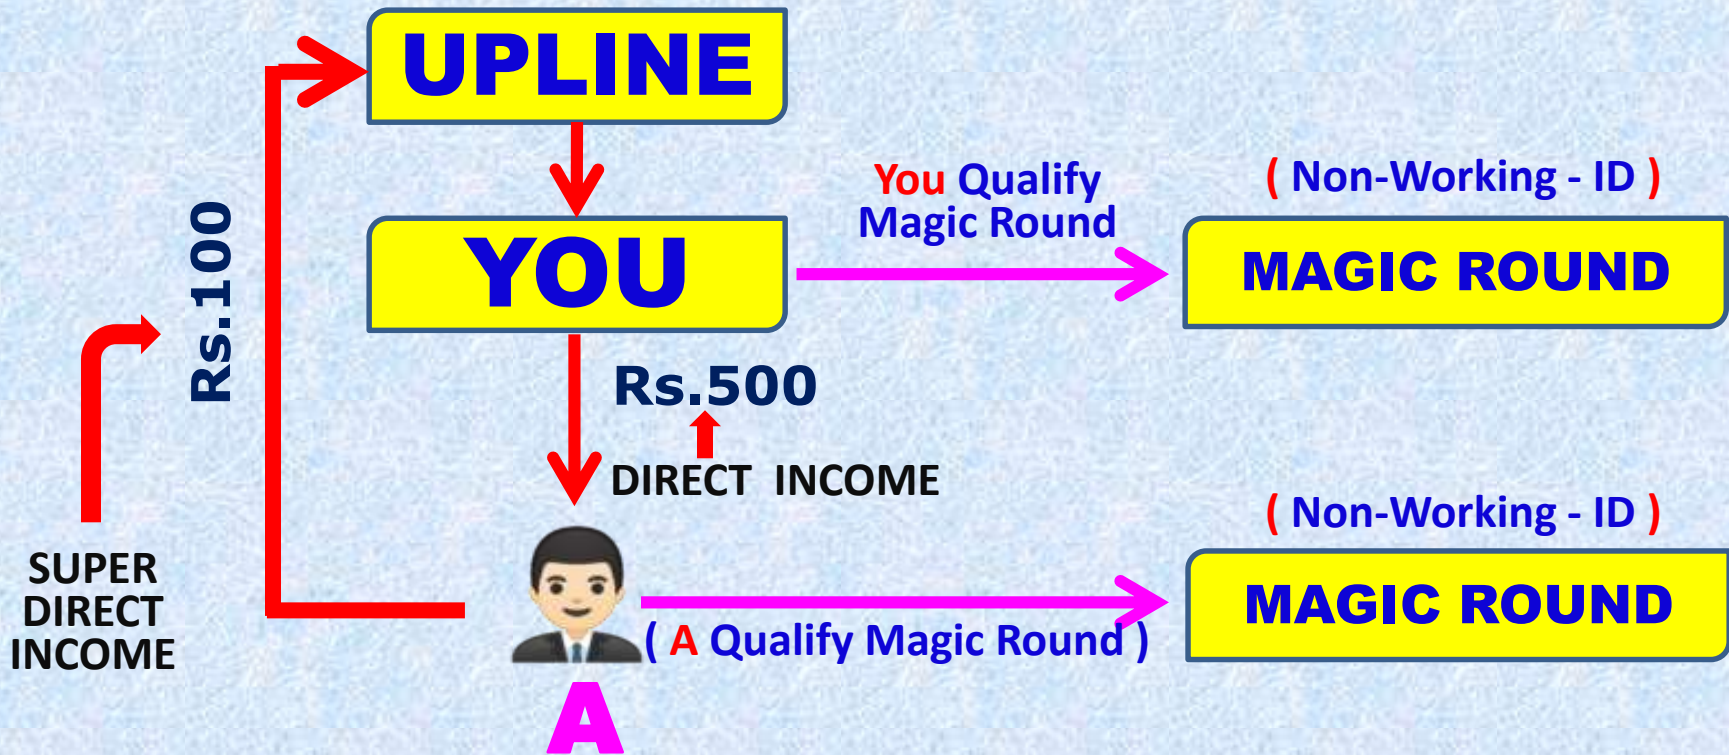 UPLINE
You Qualify
Magic Round
( Non-Working - ID )
Rs.100
YOU
MAGIC ROUND
Rs.500
DIRECT INCOME
( Non-Working - ID )
SUPER
DIRECT
INCOME
MAGIC ROUND
( A Qualify Magic Round )
A